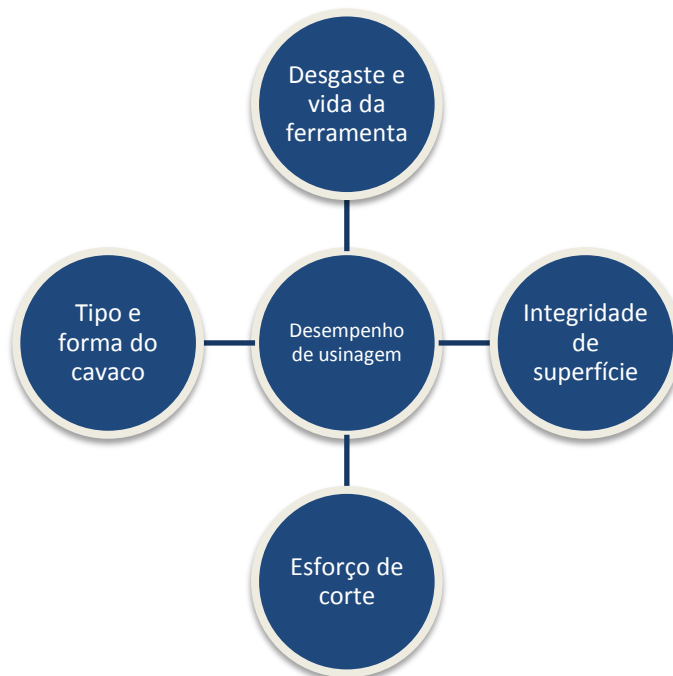 Desgaste e
vida da
ferramenta
Tipo e
forma do
cavaco
Desempenho
de usinagem
Integridade
de
superfície
Esforço de
corte